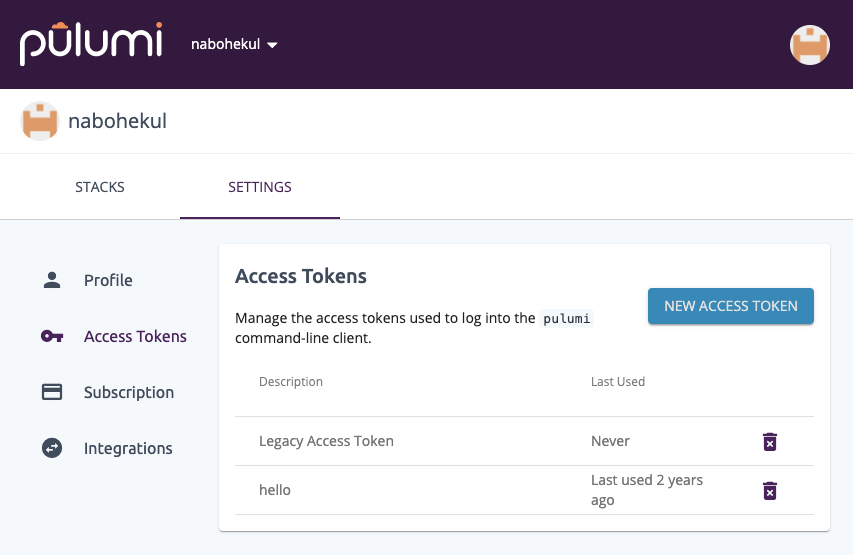 pulumi
nabohekul
nabohekul
STACKS
SETTINGS
Profile
Access Tokens
Subscription
Integrations
Access Tokens
Manage the access tokens used to log into the pulumi
command-line client.
NEW ACCESS TOKEN
Description
Last Used
Legacy Access Token
Never
hello
Last used 2 years
ago